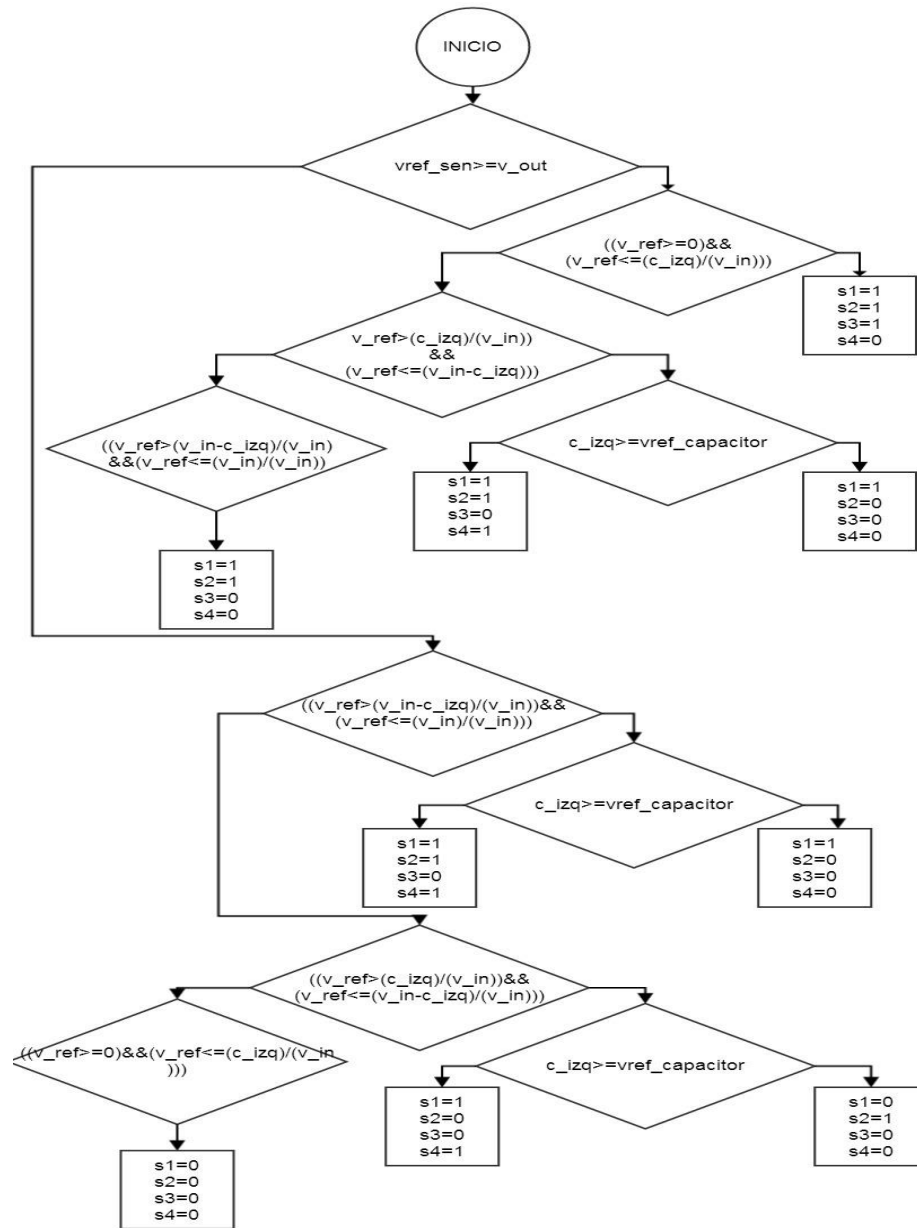 INICIO
vref_sen>=v_out
((v_ref>=0)&&
(v_ref<=(c_izq)/(v_in)))
s1=1
s2=1
s3=1
s4=0
v_ref>(c_izq)/(v_in))
&&
(v_ref<=(v_in-c_izq)))
((v_ref>(v_in-c_izq)/(v_in)
&&(v_ref<=(v_in)/(v_in))
c_izq>=vref_capacitor
s1=1
s2=1
s3=0
s4=1
s1=1
s2=0
s3=0
s4=0
s1=1
s2=1
s3=0
s4=0
((v_ref>(v_in-c_izq)/(v_in))&&
(v_ref<=(v_in)/(v_in)))
c_izq>=vref_capacitor
s1=1
s2=1
s3=0
s4=1
s1=1
s2=0
s3=0
s4=0
((v_ref>(c_izq)/(v_in))&&
(v_ref<=(v_in-c_izq)/(v_in)))
((v_ref>=0)&&(v_ref<=(c_izq)/(v_in
)))
c_izq>=vref_capacitor
s1=1
s2=0
s3=0
s4=1
s1=0
s2=1
s3=0
s4=0
s1=0
s2=0
s3=0
s4=0